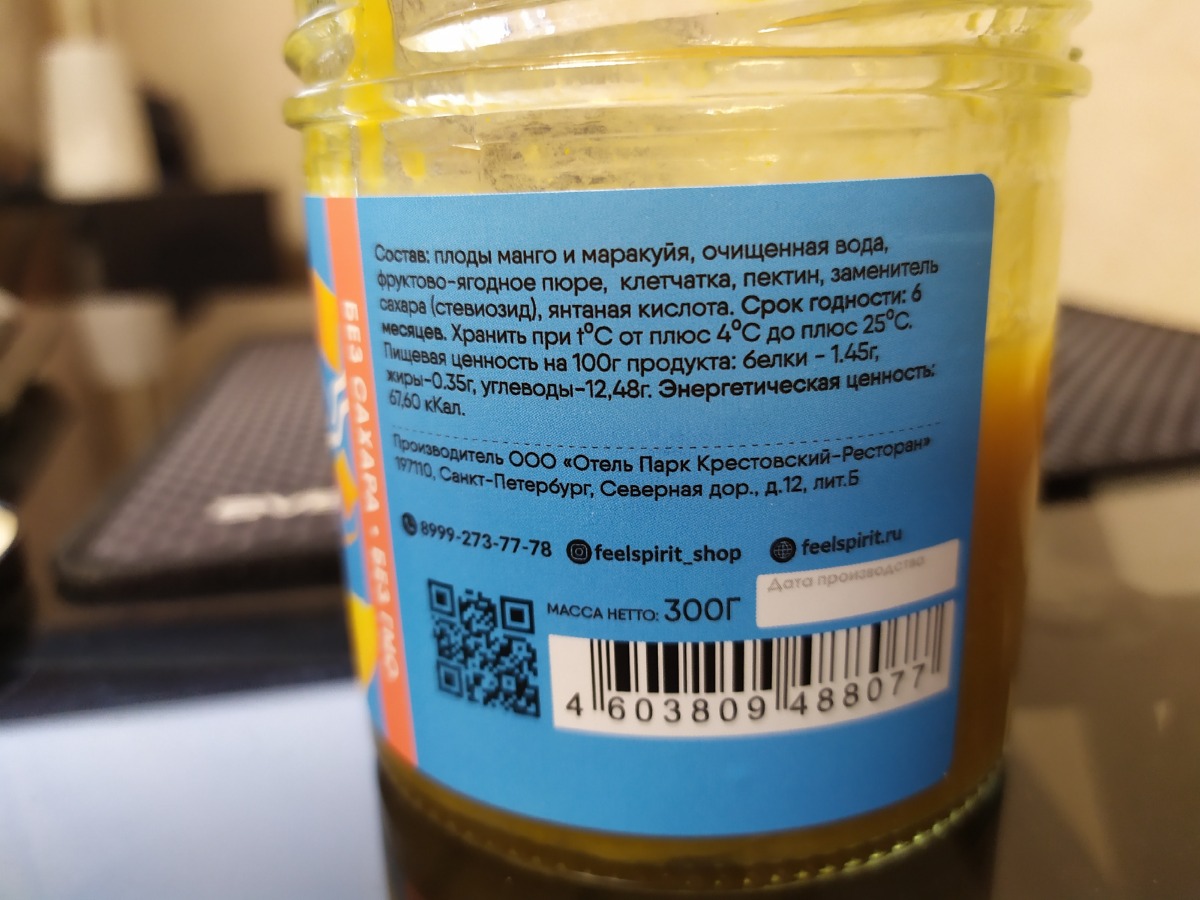 Состав: плоды манго и маракуйя, очищенная вода,
фруктово-ягодное пюре, клетчатка, пектин, заменитель
сахара (стевиозид), янтаная кислота. Срок годности: 6
месяцев. Хранить при t°C от плюс 4°C до плюс 25°C.
Пищевая ценность на 100г продукта: белки - 1.45г,
жиры-0.35г, углеводы-12,48г. Энергетическая ценность:
67,60 кКал.
Производитель ООО «Отель Парк Крестовский-Ресторан»
197110, Санкт-Петербург, Северная дор., д.12, лит.Б
8999-273-77-78 feelspirit_shop feelspirit.ru
Дата производство
МАССА НЕТТО: 300Г
4 603809 488077
БЕЗ САХАРА • БЕЗ ГМО